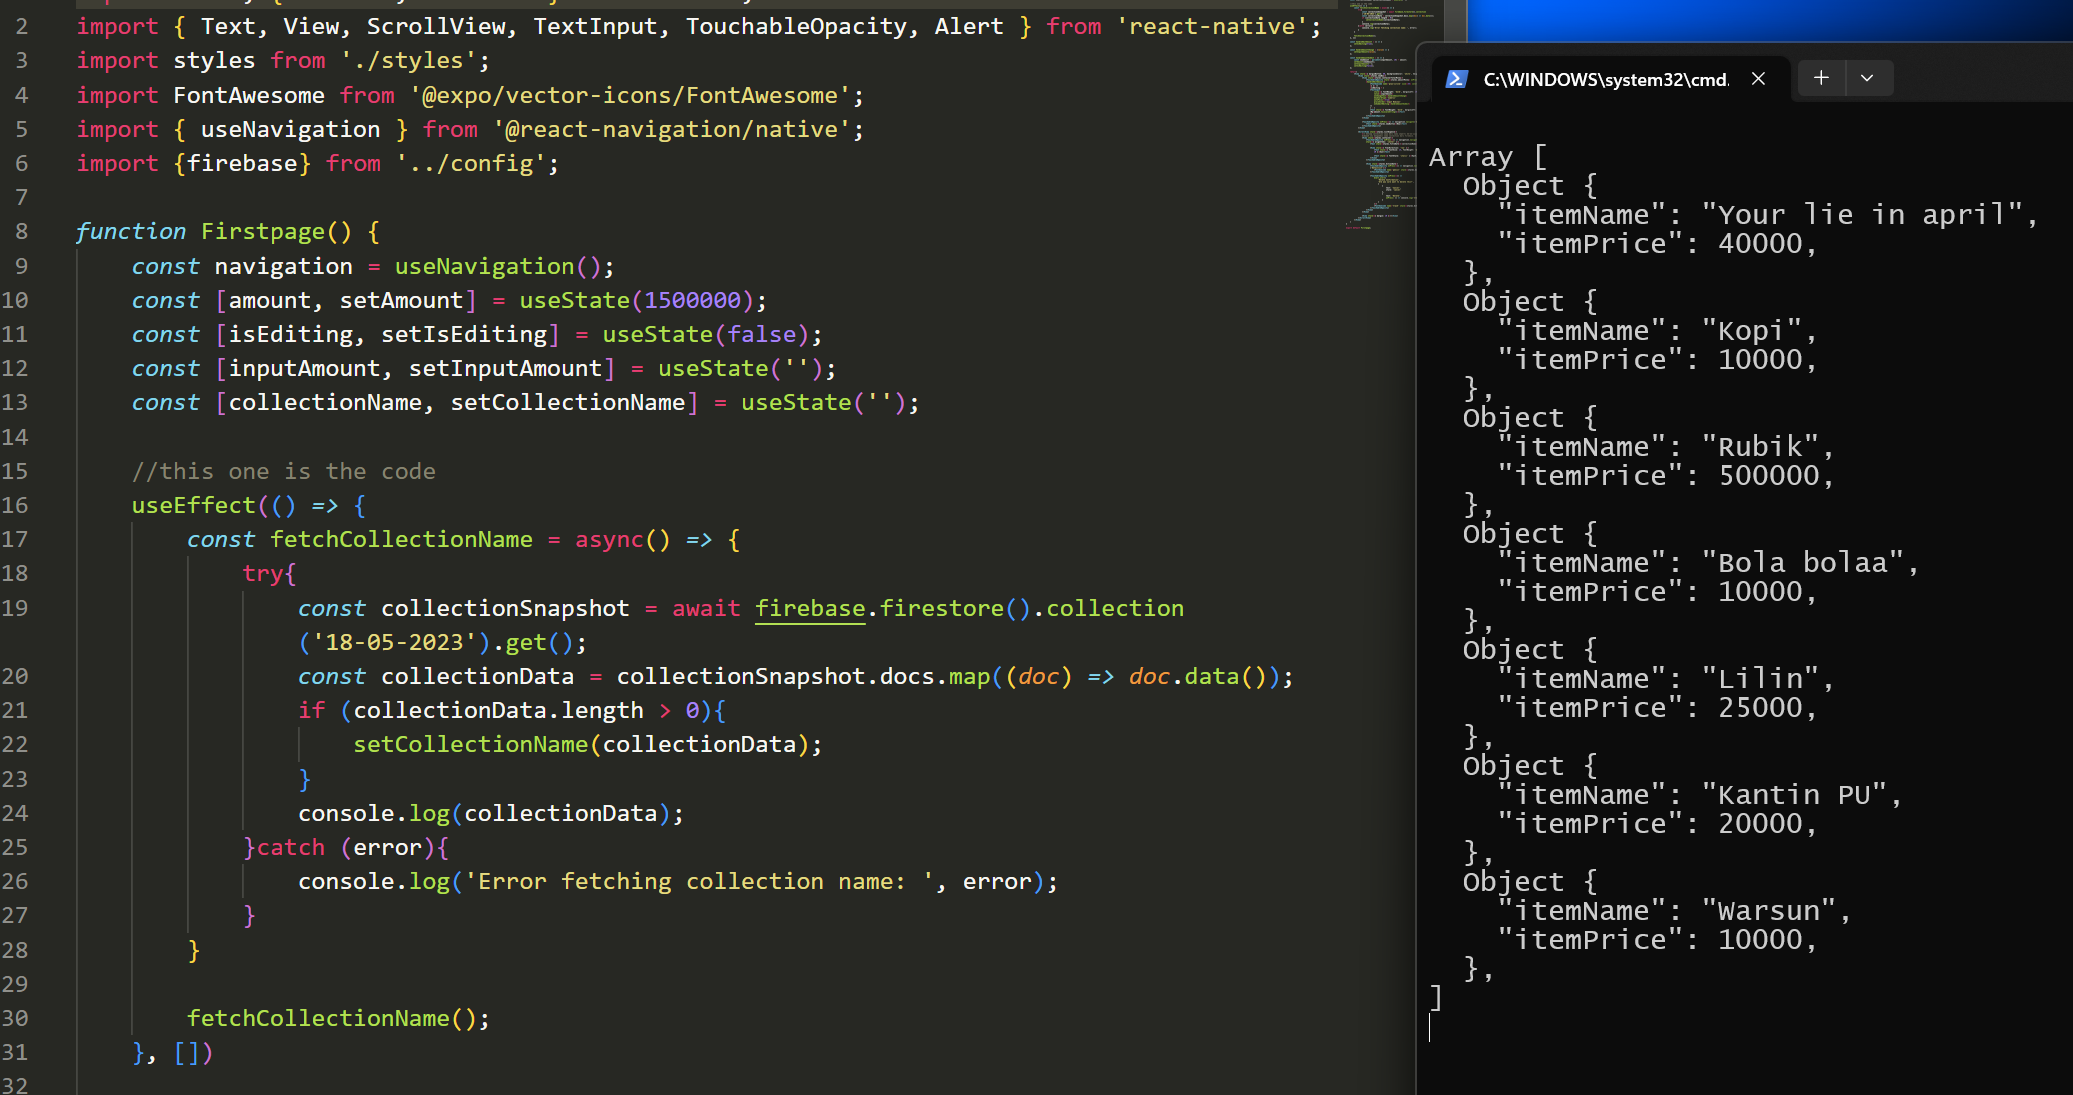 2 import { Text, View, ScrollView, TextInput, TouchableOpacity, Alert } from 'react-native';
3 import styles from './styles';
4 import FontAwesome from '@expo/vector-icons/FontAwesome';
5 import { useNavigation } from '@react-navigation/native';
6 import {firebase} from '../config';
7
8 function Firstpage() {
9 const navigation = useNavigation();
10 const [amount, setAmount] = useState(1500000);
11 const [isEditing, setIsEditing] = useState(false);
12 const [inputAmount, setInputAmount] = useState('');
13 const [collectionName, setCollectionName] = useState('');
14
15 //this one is the code
16 useEffect(() => {
17 const fetchCollectionName = async() => {
18 try{
19 const collectionSnapshot = await firebase.firestore().collection
('18-05-2023').get();
20 const collectionData = collectionSnapshot.docs.map((doc) => doc.data());
21 if (collectionData.length > 0){
22 setCollectionName(collectionData);
23 }
24 console.log(collectionData);
25 }catch (error){
26 console.log('Error fetching collection name: ', error);
27 }
28 }
29
30 fetchCollectionName();
31 }, [])
32
C:\WINDOWS\system32\cmd.
Array [
Object {
"itemName": "Your lie in april",
"itemPrice": 40000,
},
Object {
"itemName": "Kopi",
"itemPrice": 10000,
},
Object {
"itemName": "Rubik",
"itemPrice": 500000,
},
Object {
"itemName": "Bola bolaa",
"itemPrice": 10000,
},
Object {
"itemName": "Lilin",
"itemPrice": 25000,
},
Object {
"itemName": "Kantin PU",
"itemPrice": 20000,
},
Object {
"itemName": "Warsun",
"itemPrice": 10000,
},
]